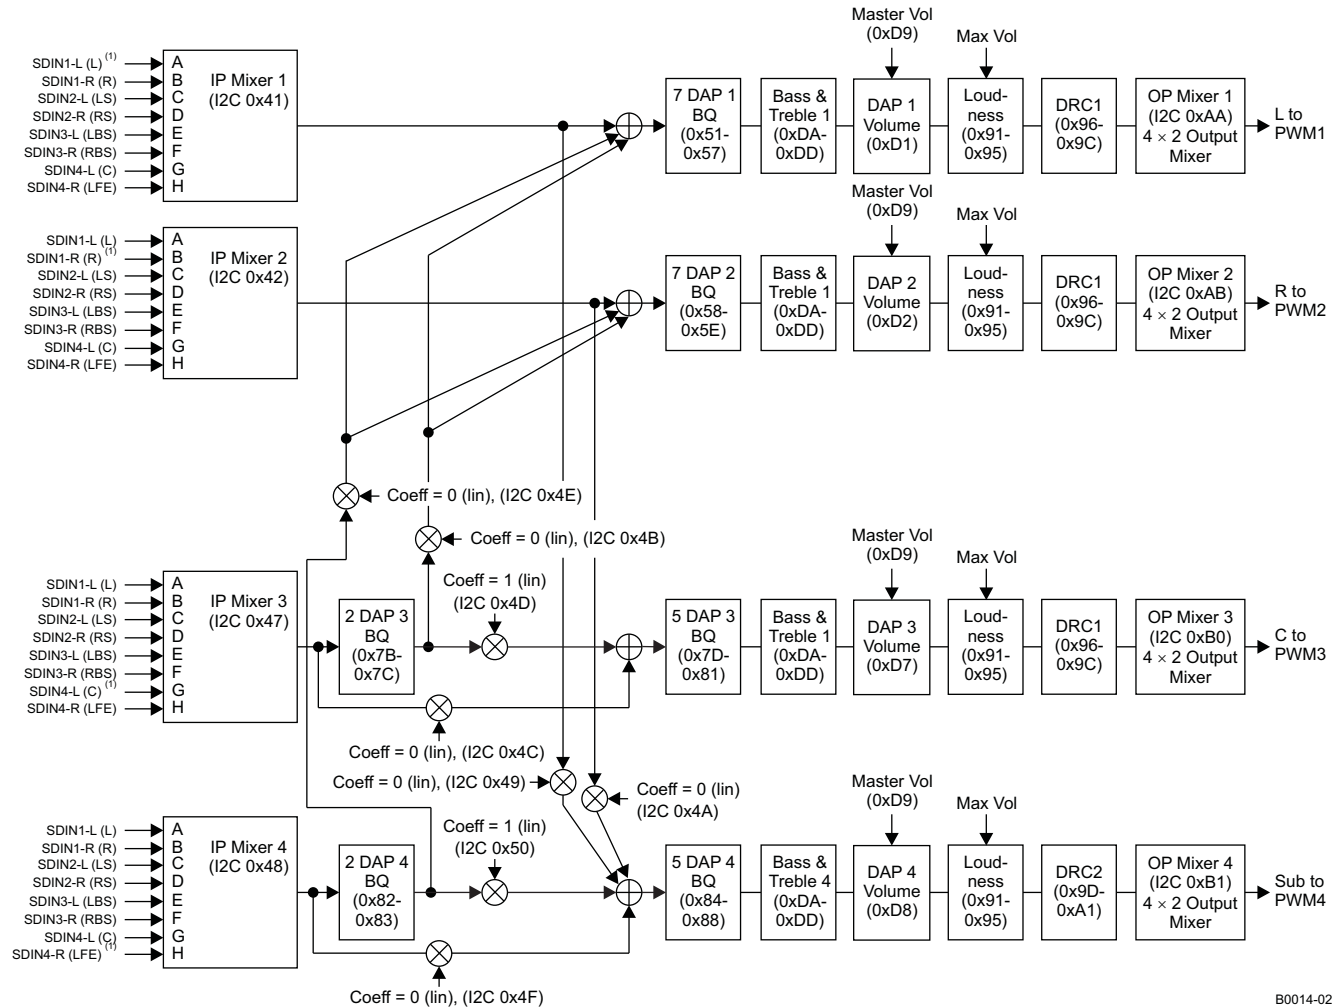 Master Vol
(0xD9)
Max Vol
SDIN1-L (L) (1)
SDIN1-R (R)
SDIN2-L (LS)
SDIN2-R (RS)
SDIN3-L (LBS)
SDIN3-R (RBS)
SDIN4-L (C)
SDIN4-R (LFE)
A
B
C
D
E
F
G
H
IP Mixer 1
(I2C 0x41)
7 DAP 1
BQ
(0x51-
0x57)
Bass &
Treble 1
(0xDA-
0xDD)
DAP 1
Volume
(0xD1)
Loud-
ness
(0x91-
0x95)
DRC1
(0x96-
0x9C)
OP Mixer 1
(I2C 0xAA)
4 × 2 Output
Mixer
L to
PWM1
Master Vol
(0xD9)
Max Vol
SDIN1-L (L)
SDIN1-R (R) (1)
SDIN2-L (LS)
SDIN2-R (RS)
SDIN3-L (LBS)
SDIN3-R (RBS)
SDIN4-L (C)
SDIN4-R (LFE)
A
B
C
D
E
F
G
H
IP Mixer 2
(I2C 0x42)
7 DAP 2
BQ
(0x58-
0x5E)
Bass &
Treble 1
(0xDA-
0xDD)
DAP 2
Volume
(0xD2)
Loud-
ness
(0x91-
0x95)
DRC1
(0x96-
0x9C)
OP Mixer 2
(I2C 0xAB)
4 × 2 Output
Mixer
R to
PWM2
Coeff = 0 (lin), (I2C 0x4E)
Coeff = 0 (lin), (I2C 0x4B)
Coeff = 1 (lin)
(I2C 0x4D)
Master Vol
(0xD9)
Max Vol
SDIN1-L (L)
SDIN1-R (R)
SDIN2-L (LS)
SDIN2-R (RS)
SDIN3-L (LBS)
SDIN3-R (RBS)
SDIN4-L (C) (1)
SDIN4-R (LFE)
A
B
C
D
E
F
G
H
IP Mixer 3
(I2C 0x47)
2 DAP 3
BQ
(0x7B-
0x7C)
5 DAP 3
BQ
(0x7D-
0x81)
Bass &
Treble 1
(0xDA-
0xDD)
DAP 3
Volume
(0xD7)
Loud-
ness
(0x91-
0x95)
DRC1
(0x96-
0x9C)
OP Mixer 3
(I2C 0xB0)
4 × 2 Output
Mixer
C to
PWM3
Coeff = 0 (lin), (I2C 0x4C)
Coeff = 0 (lin), (I2C 0x49)
Coeff = 0 (lin)
(I2C 0x4A)
Coeff = 1 (lin)
(I2C 0x50)
Master Vol
(0xD9)
Max Vol
SDIN1-L (L)
SDIN1-R (R)
SDIN2-L (LS)
SDIN2-R (RS)
SDIN3-L (LBS)
SDIN3-R (RBS)
SDIN4-L (C)
SDIN4-R (LFE) (1)
A
B
C
D
E
F
G
H
IP Mixer 4
(I2C 0x48)
2 DAP 4
BQ
(0x82-
0x83)
5 DAP 4
BQ
(0x84-
0x88)
Bass &
Treble 4
(0xDA-
0xDD)
DAP 4
Volume
(0xD8)
Loud-
ness
(0x91-
0x95)
DRC2
(0x9D-
0xA1)
OP Mixer 4
(I2C 0xB1)
4 × 2 Output
Mixer
Sub to
PWM4
Coeff = 0 (lin), (I2C 0x4F)
B0014-02